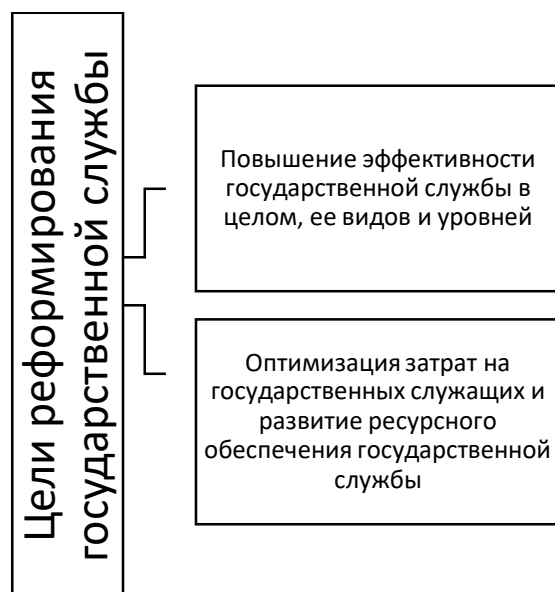 Цели реформирования
государственной службы
Повышение эффективности
государственной службы в
целом, ее видов и уровней
Оптимизация затрат на
государственных служащих и
развитие ресурсного
обеспечения государственной
службы